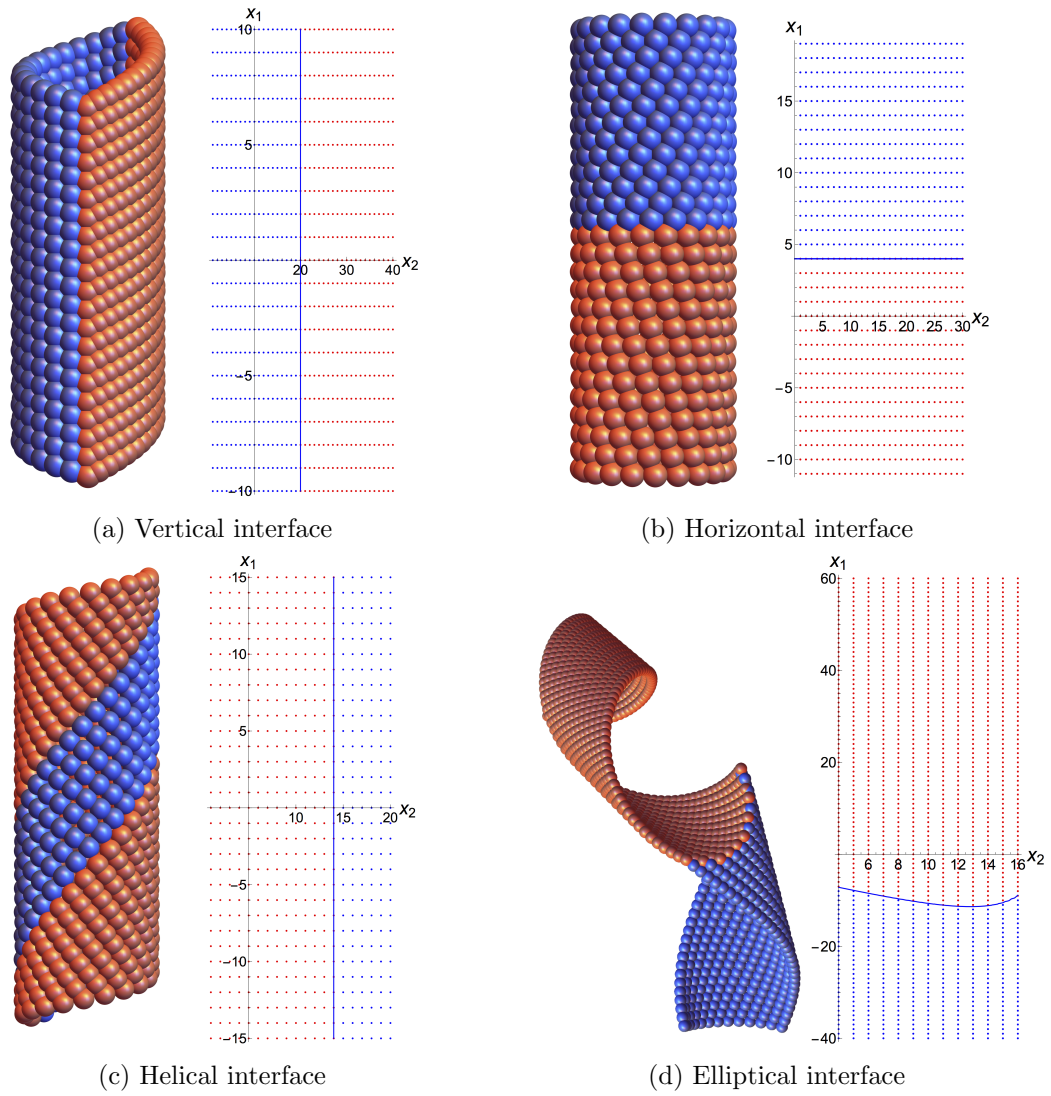 x₁
10
5
x₂
20 30 40
−5
−10
(a) Vertical interface
x₁
15
10
5
x₂
5 10 15 20 25 30
−5
−10
(b) Horizontal interface
x₁
15
10
5
x₂
10 15 20
−5
−10
−15
(c) Helical interface
x₁
60
40
20
x₂
6 8 10 12 14 16
−20
−40
(d) Elliptical interface